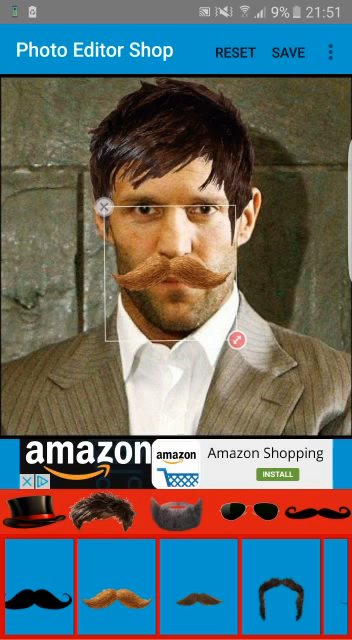 9% 21:51
Photo Editor Shop
RESET SAVE
amazon
amazon
Amazon Shopping
INSTALL